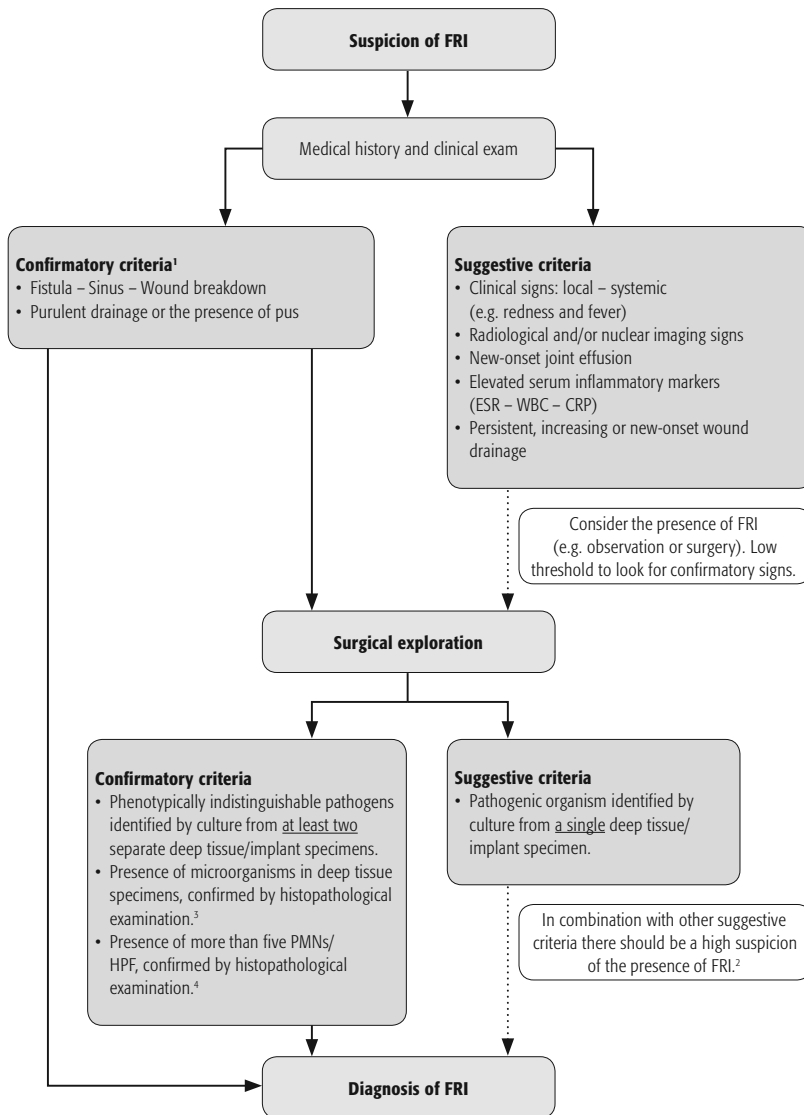 Suspicion of FRI
Medical history and clinical exam
Confirmatory criteria¹
• Fistula – Sinus – Wound breakdown
• Purulent drainage or the presence of pus
Suggestive criteria
• Clinical signs: local – systemic
(e.g. redness and fever)
• Radiological and/or nuclear imaging signs
• New-onset joint effusion
• Elevated serum inflammatory markers
(ESR – WBC – CRP)
• Persistent, increasing or new-onset wound
drainage
Consider the presence of FRI
(e.g. observation or surgery). Low
threshold to look for confirmatory signs.
Surgical exploration
Confirmatory criteria
• Phenotypically indistinguishable pathogens
identified by culture from at least two
separate deep tissue/implant specimens.
• Presence of microorganisms in deep tissue
specimens, confirmed by histopathological
examination.³
• Presence of more than five PMNs/
HPF, confirmed by histopathological
examination.⁴
Suggestive criteria
• Pathogenic organism identified by
culture from a single deep tissue/
implant specimen.
In combination with other suggestive
criteria there should be a high suspicion
of the presence of FRI.²
Diagnosis of FRI